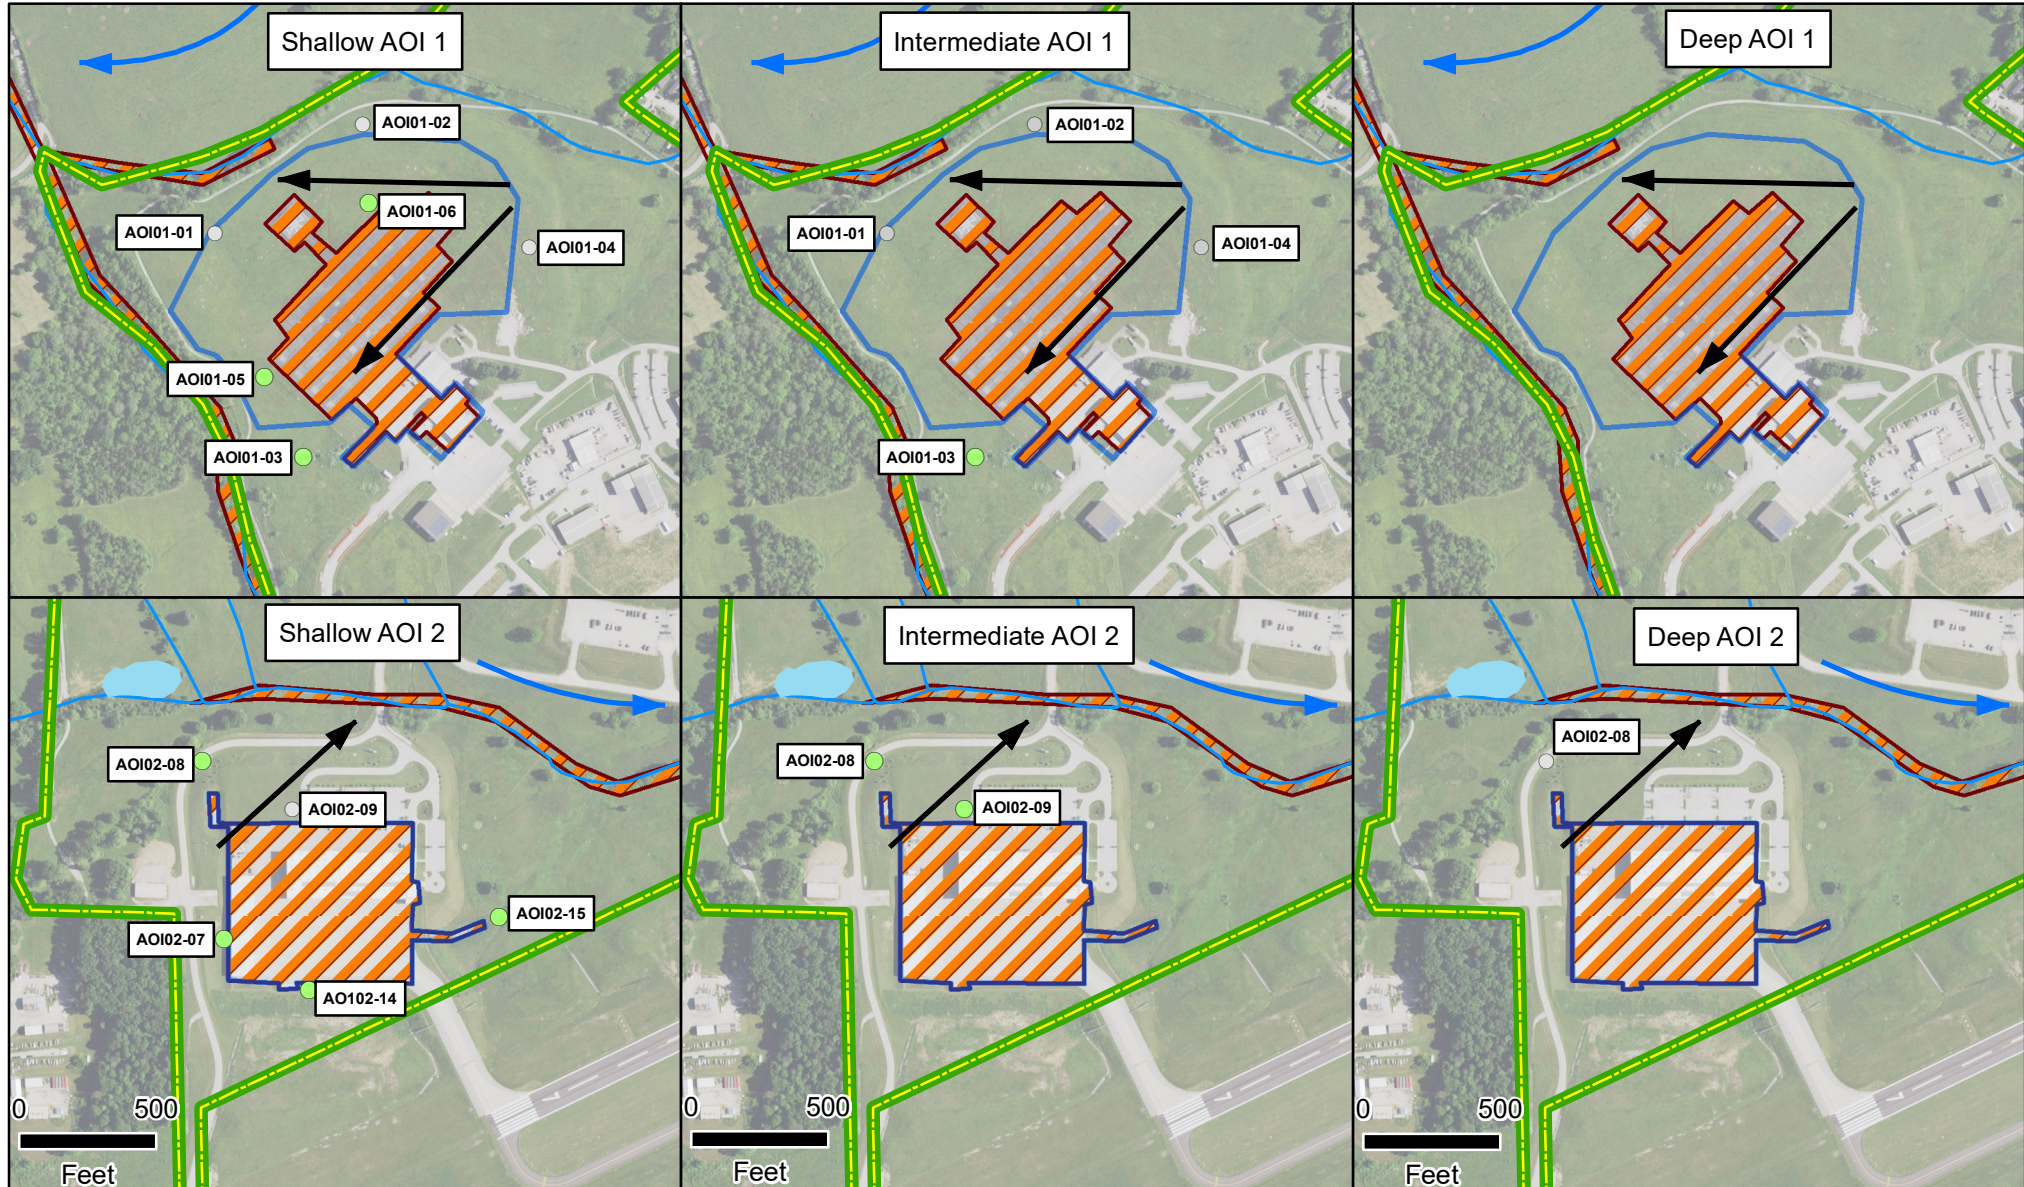 Shallow AOI 1
AOI01-02
AOI01-06
AOI01-01
AOI01-04
AOI01-05
AOI01-03
Intermediate AOI 1
AOI01-02
AOI01-01
AOI01-04
AOI01-03
Deep AOI 1
Shallow AOI 2
AOI02-08
AOI02-09
AOI02-15
AOI02-07
AO102-14
0 500
Feet
Intermediate AOI 2
AOI02-08
AOI02-09
0 500
Feet
Deep AOI 2
AOI02-08
0 500
Feet